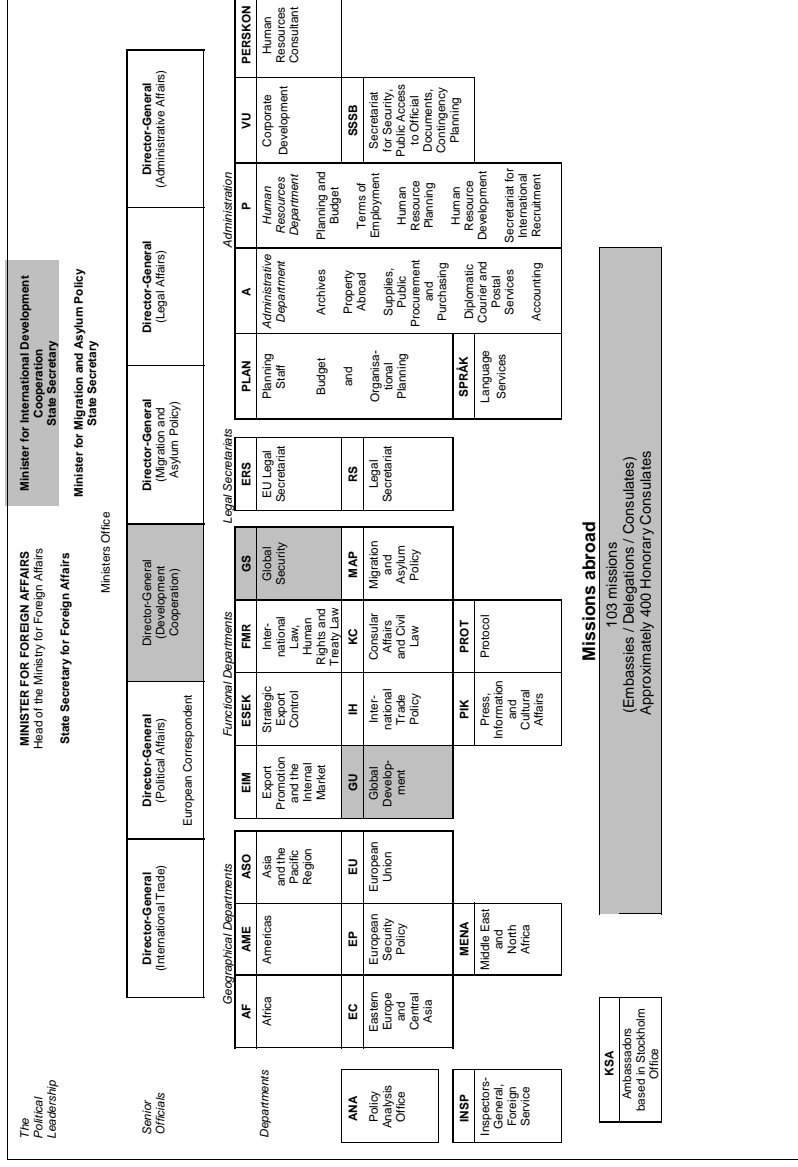 The
Political
Leadership
MINISTER FOR FOREIGN AFFAIRS
Head of the Ministry for Foreign Affairs
State Secretary for Foreign Affairs
Minister for International Development
Cooperation
State Secretary
Minister for Migration and Asylum Policy
State Secretary
Ministers Office
Senior
Officials
Director-General
(International Trade)
Director-General
(Political Affairs)
European Correspondent
Director-General
(Development
Cooperation)
Director-General
(Migration and
Asylum Policy)
Director-General
(Legal Affairs)
Director-General
(Administrative Affairs)
Departments
Geographical Departments
AF
Africa
AME
Americas
ASO
Asia
and the
Pacific
Region
EC
Eastern
Europe
and
Central
Asia
EP
European
Security
Policy
EU
European
Union
MENA
Middle East
and
North
Africa
Functional Departments
EIM
Export
Promotion
and the
Internal
Market
ESEK
Strategic
Export
Control
FMR
Inter-
national
Law,
Human
Rights and
Treaty Law
GS
Global
Security
GU
Global
Develop-
ment
IH
Inter-
national
Trade
Policy
KC
Consular
Affairs
and Civil
Law
MAP
Migration
and
Asylum
Policy
PIK
Press,
Information
and
Cultural
Affairs
PROT
Protocol
Legal Secretariats
ERS
EU Legal
Secretariat
RS
Legal
Secretariat
Administration
PLAN
Planning
Staff
Budget
and
Organisa-
tional
Planning
SPRÅK
Language
Services
A
Administrative
Department
Archives
Property
Abroad
Supplies,
Public
Procurement
and
Purchasing
Diplomatic
Courier and
Postal
Services
Accounting
P
Human
Resources
Department
Planning and
Budget
Terms of
Employment
Human
Resource
Planning
Human
Resource
Development
Secretariat for
International
Recruitment
VU
Corporate
Development
SSSB
Secretariat
for Security,
Public Access
to Official
Documents,
Contingency
Planning
PERSKON
Human
Resources
Consultant
ANA
Policy
Analysis
Office
INSP
Inspectors-
General,
Foreign
Service
KSA
Ambassadors
based in Stockholm
Office
Missions abroad
103 missions
(Embassies / Delegations / Consulates)
Approximately 400 Honorary Consulates